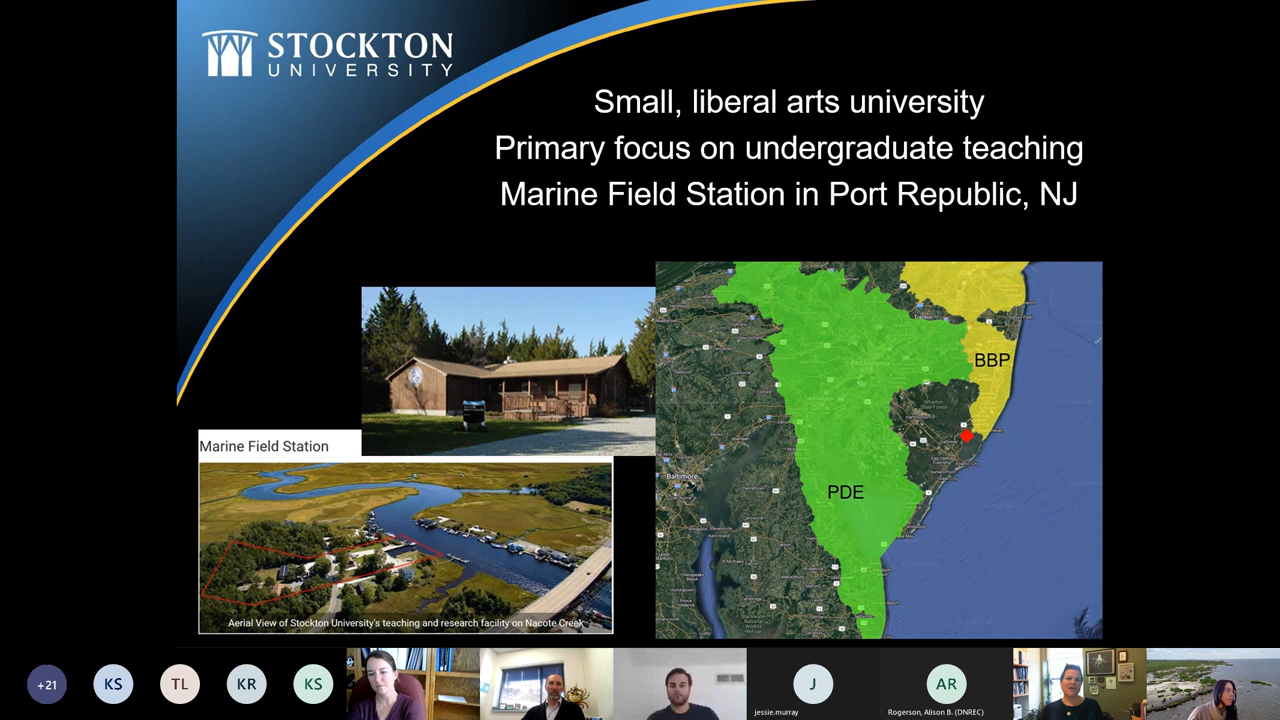 STOCKTON
UNIVERSITY
Small, liberal arts university
Primary focus on undergraduate teaching
Marine Field Station in Port Republic, NJ
Marine Field Station
Aerial View of Stockton University's teaching and research facility on Nacote Creek
Trenton
Philadelphia
BBP
Baltimore
PDE
+21
KS
TL
KR
KS
J
jessie.murray
AR
Rogerson, Alison B. (DNREC)